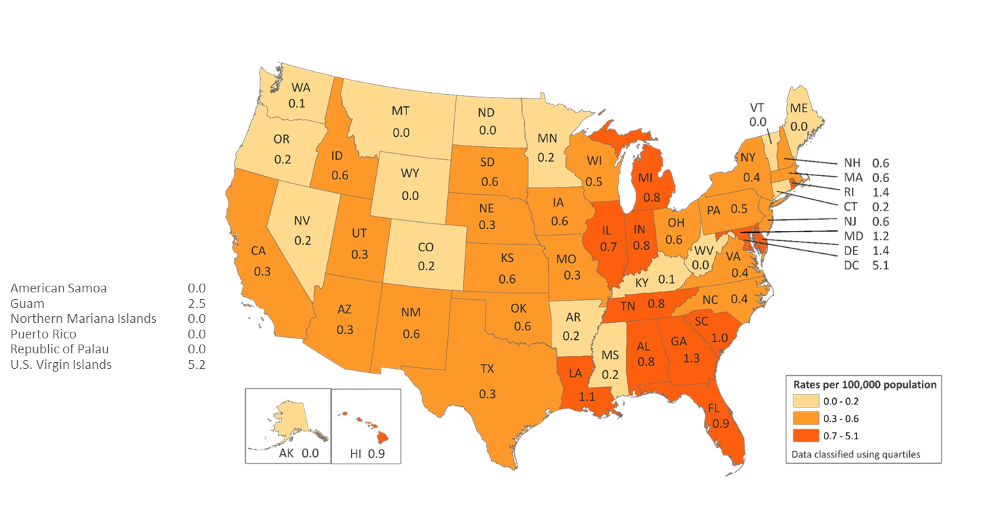 WA
0.1
MT
0.0
ND
0.0
MN
0.2
VT
0.0
ME
0.0
OR
0.2
ID
0.6
WY
0.0
SD
0.6
WI
0.5
MI
0.8
NY
0.4
NH 0.6
MA 0.6
RI 1.4
CT 0.2
NJ 0.6
MD 1.2
DE 1.4
DC 5.1
NV
0.2
UT
0.3
CO
0.2
NE
0.3
IA
0.6
IL
0.7
IN
0.8
OH
0.6
PA 0.5
CA
0.3
KS
0.6
MO
0.3
KY 0.1
WV
0.0
VA
0.4
American Samoa 0.0
Guam 2.5
Northern Mariana Islands 0.0
Puerto Rico 0.0
Republic of Palau 0.0
U.S. Virgin Islands 5.2
AZ
0.3
NM
0.6
OK
0.6
AR
0.2
TN 0.8
NC 0.4
SC
1.0
TX
0.3
LA
1.1
MS
0.2
AL
0.8
GA
1.3
FL
0.9
AK 0.0
HI 0.9
Rates per 100,000 population
0.0 - 0.2
0.3 - 0.6
0.7 - 5.1
Data classified using quartiles